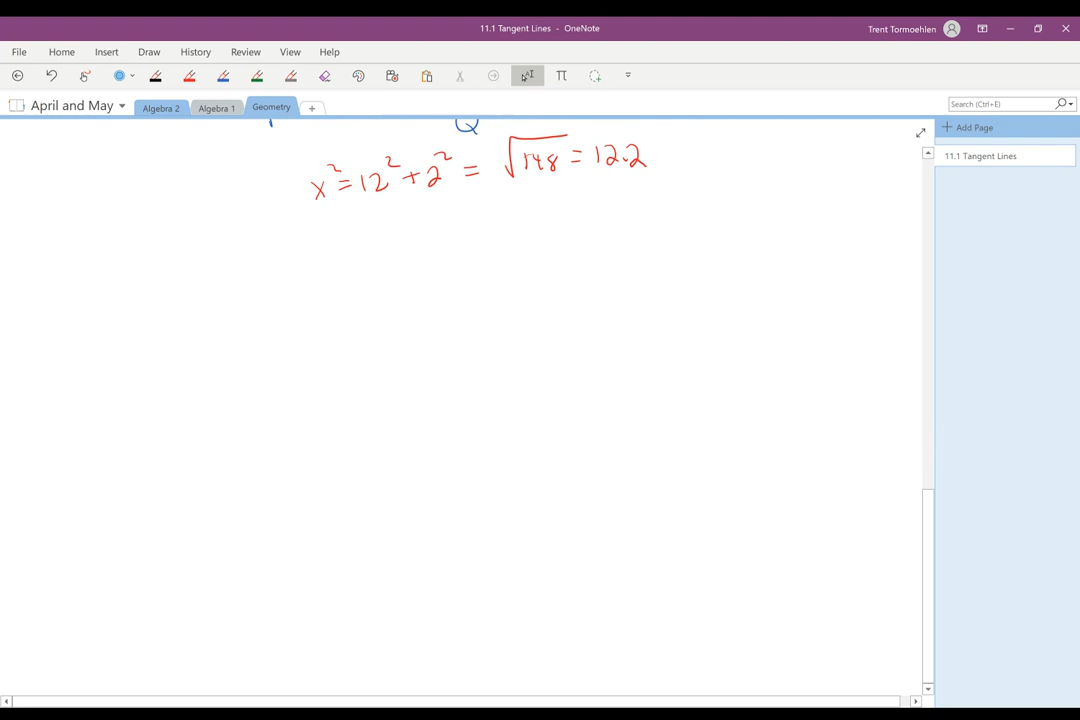 11.1 Tangent Lines - OneNote
Trent Tormoehlen
File Home Insert Draw History Review View Help
April and May Algebra 2 Algebra 1 Geometry
Search (Ctrl+E)
Add Page
11.1 Tangent Lines
Q
x² = 12² + 2² = √148 = 12.2